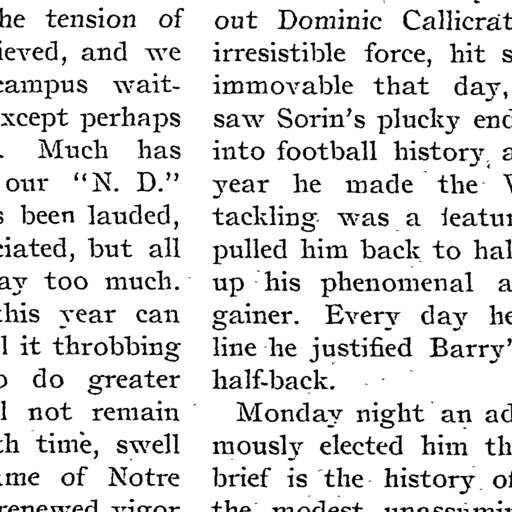 he tension of
ieved, and we
campus wait-
xcept perhaps
. Much has
our "N. D."
s been lauded,
ciated, but all
ay too much.
this year can
l it throbbing
o do greater
l not remain
th time, swell
me of Notre
renewed vigor
out Dominic Callicrat
irresistible force, hit s
immovable that day,
saw Sorin's plucky end
into football history, a
year he made the
tackling was a featur
pulled him back to hal
up his phenomenal a
gainer. Every day he
line he justified Barry'
half-back.
Monday night an ad
mously elected him th
brief is the history of
the modest unassumin